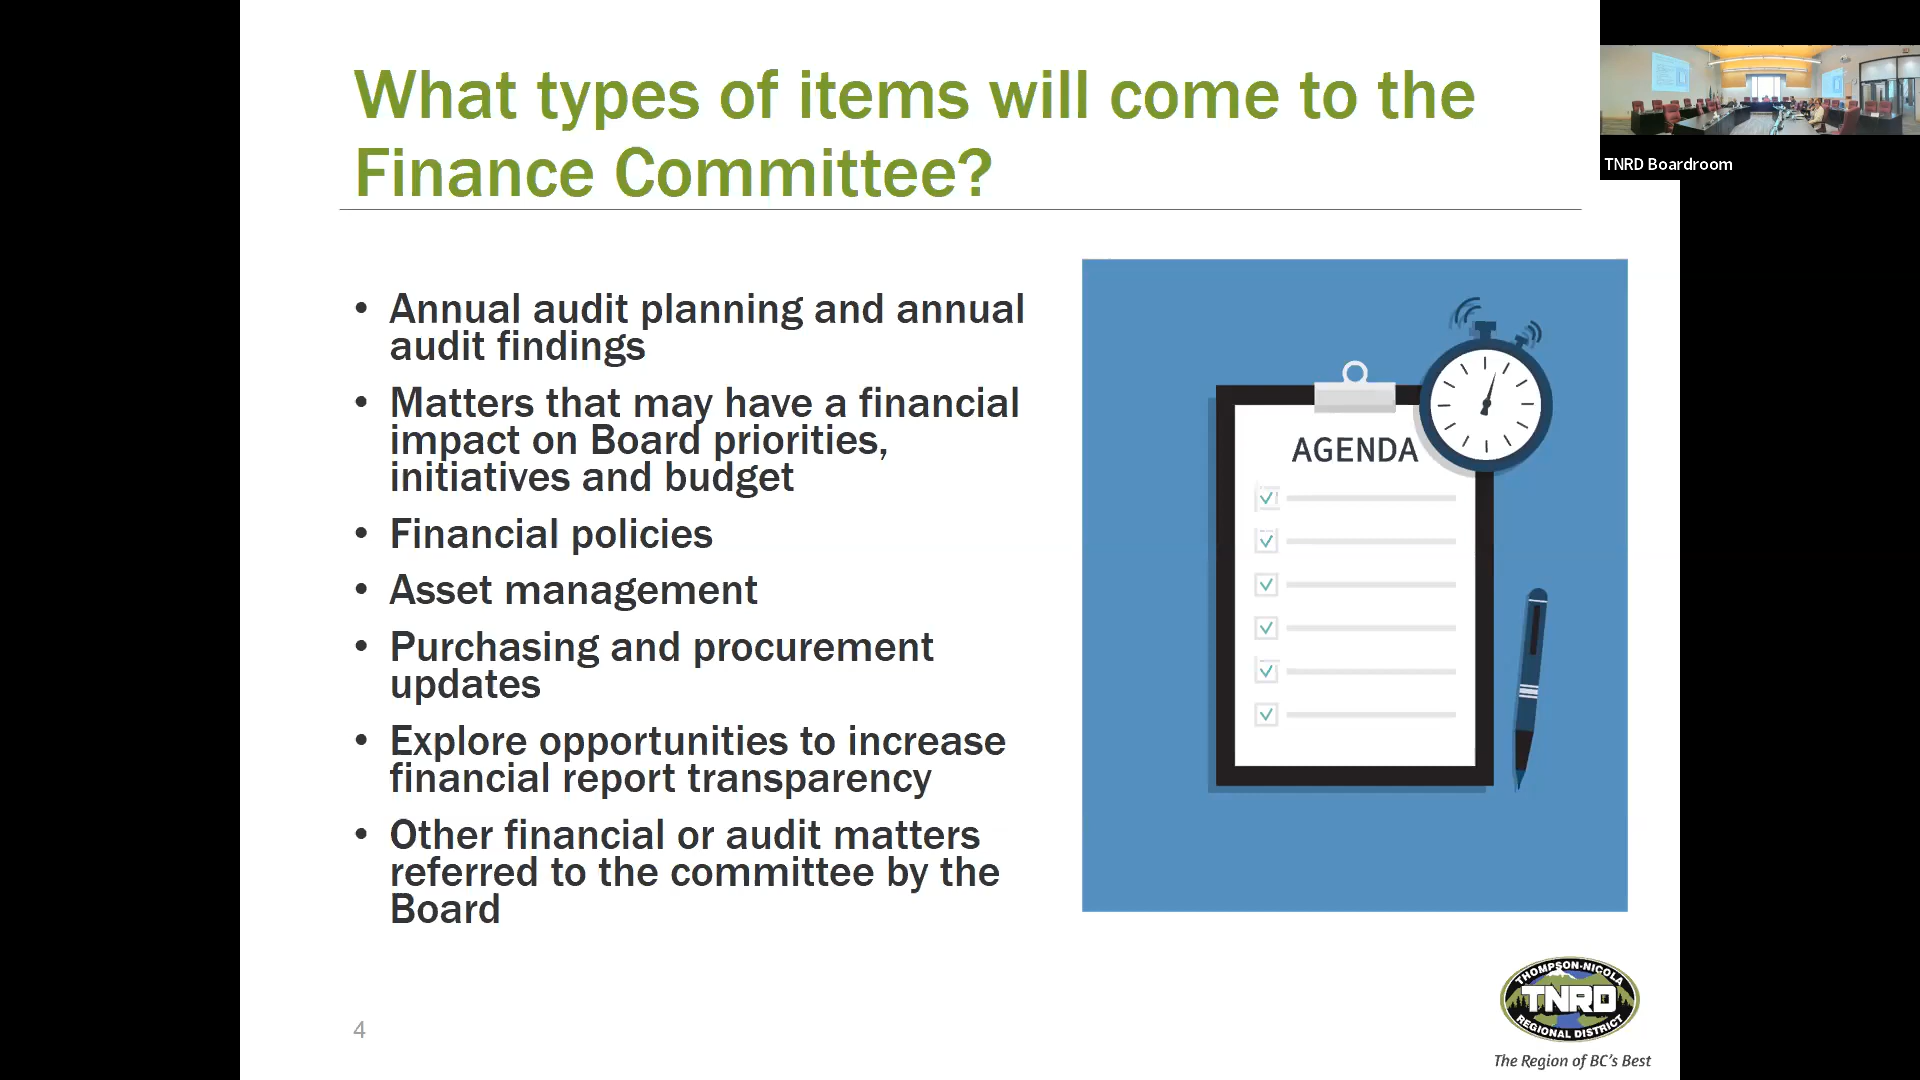 What types of items will come to the
Finance Committee?
TNRD Boardroom
• Annual audit planning and annual
audit findings
• Matters that may have a financial
impact on Board priorities,
initiatives and budget
• Financial policies
• Asset management
• Purchasing and procurement
updates
• Explore opportunities to increase
financial report transparency
• Other financial or audit matters
referred to the committee by the
Board
AGENDA
4
THOMPSON-NICOLA
TNRD
REGIONAL DISTRICT
The Region of BC's Best